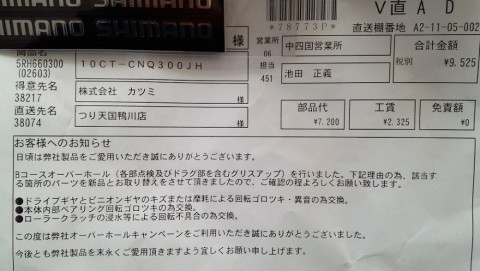 SHIMANO SHIMANO
SHIMANO SHIMANO
様
*78773P*
V直AD
直送棚番地 A2-11-05-002
商品名
5RH660300
(02603)
10CT-CNQ300JH
営業所
66
中四国営業所
合計金額
税別 ¥9,525
担当
451
池田 正義
得意先名
38217
株式会社 カツミ
様
直送先名
38074
つり天国鴨川店
様
部品代
¥7,200
工賃
¥2,325
免責額
¥0
お客様へのお知らせ
日頃は弊社製品をご愛用いただき誠にありがとうございます。
Bコースオーバーホール(各部点検及びドラグ部を含むグリスアップ)を行いました。下記理由の為、該当す
る箇所のパーツを新品とお取り替えをさせて頂きましたので、ご確認の程よろしくお願い致します。
●ドライブギヤとピニオンギヤのキズまたは摩耗による回転ゴロツキ・異音の為交換。
●本体内部ベアリング回転ゴロツキの為交換。
●ローラークラッチの浸水等による回転不具合の為交換。
この度は弊社オーバーホールキャンペーンをご利用いただき誠にありがとうございました。
今後とも弊社製品を末永くご愛用頂きますよう宜しくお願い申し上げます。